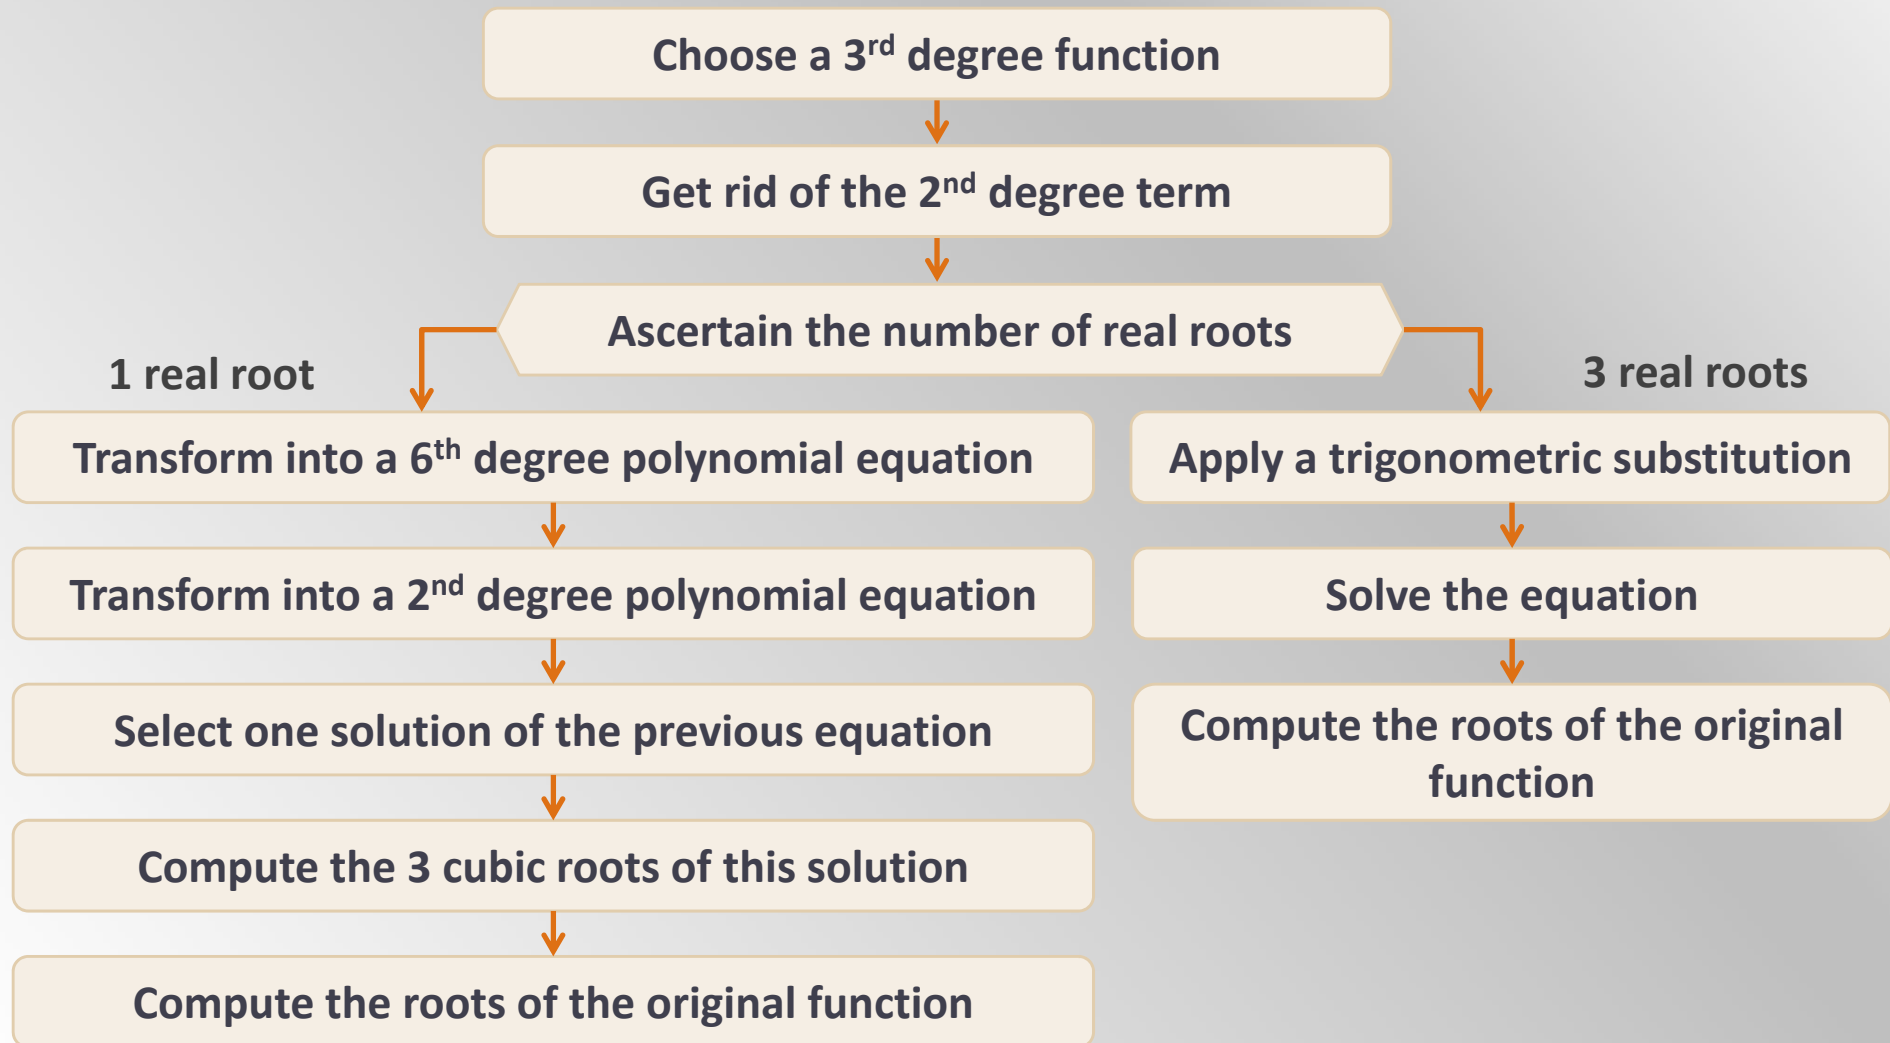 Choose a 3rd degree function
Get rid of the 2nd degree term
Ascertain the number of real roots
1 real root
3 real roots
Transform into a 6th degree polynomial equation
Apply a trigonometric substitution
Transform into a 2nd degree polynomial equation
Solve the equation
Select one solution of the previous equation
Compute the roots of the original
function
Compute the 3 cubic roots of this solution
Compute the roots of the original function